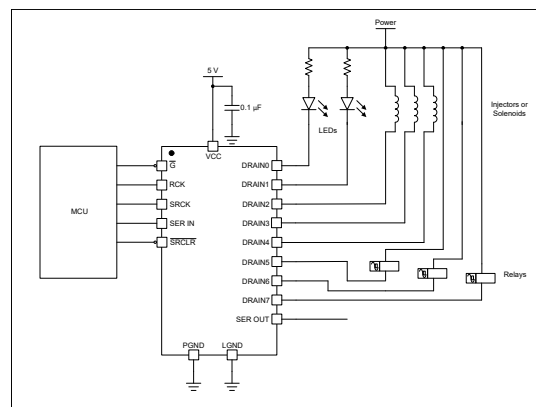 Power
5 V
0.1 µF
LEDs
Injectors or
Solenoids
VCC
MCU
G
RCK
SRCK
SER IN
SRCLR
DRAIN0
DRAIN1
DRAIN2
DRAIN3
DRAIN4
DRAIN5
DRAIN6
DRAIN7
SER OUT
Relays
PGND
LGND